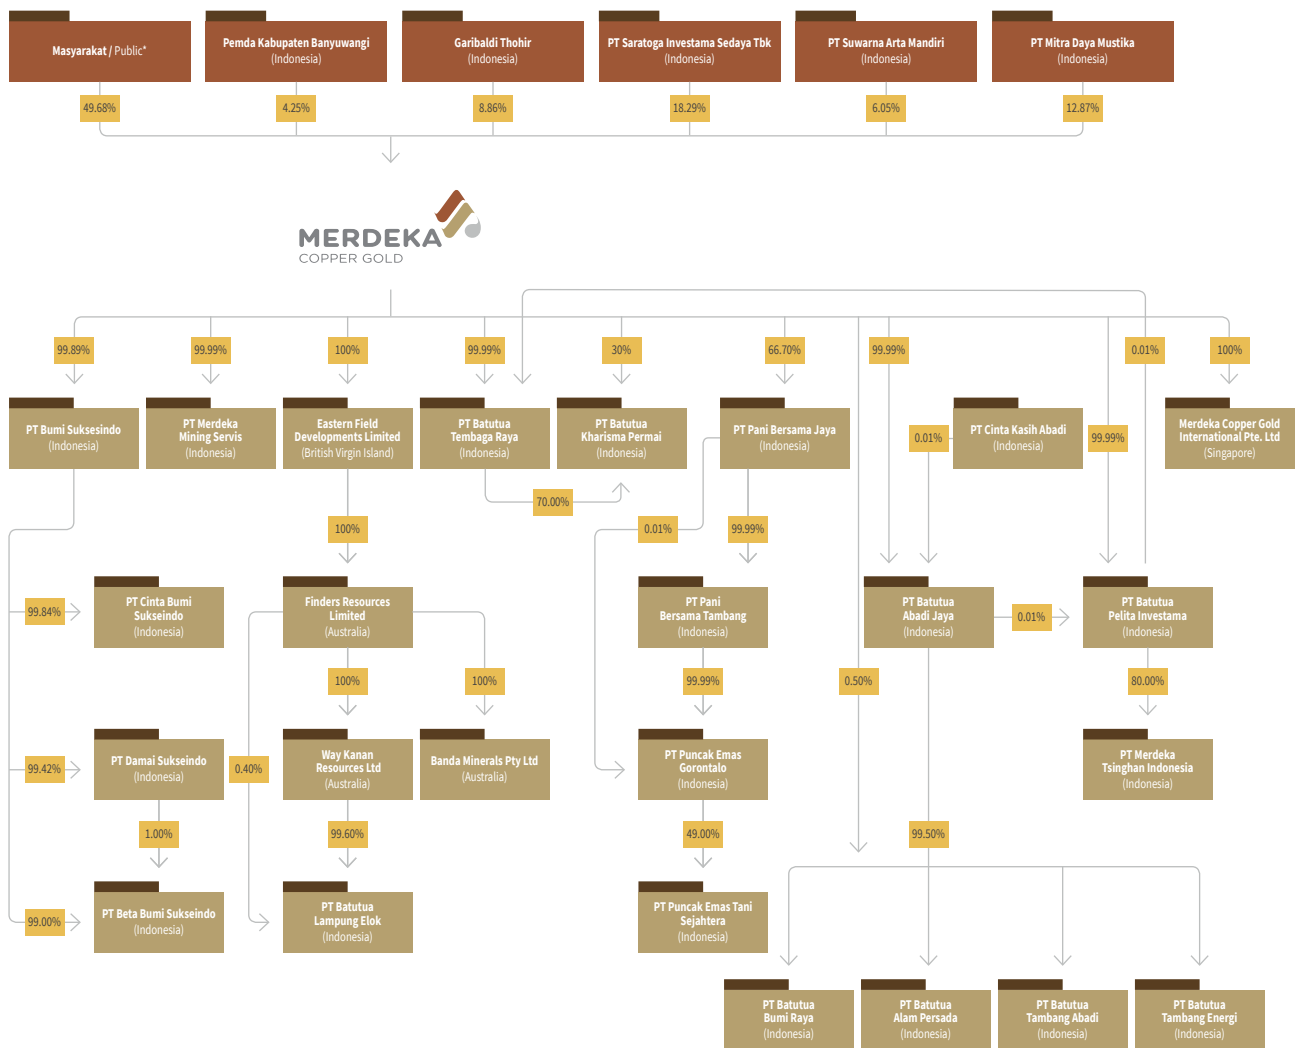 Masyarakat / Public*
Pemda Kabupaten Banyuwangi
(Indonesia)
Garibaldi Thohir
(Indonesia)
PT Saratoga Investama Sedaya Tbk
(Indonesia)
PT Suwarna Arta Mandiri
(Indonesia)
PT Mitra Daya Mustika
(Indonesia)
49.68%
4.25%
8.86%
18.29%
6.05%
12.87%
MERDEKA
COPPER GOLD
99.89%
99.99%
100%
99.99%
30%
66.70%
99.99%
0.01%
100%
PT Bumi Suksesindo
(Indonesia)
PT Merdeka
Mining Servis
(Indonesia)
Eastern Field
Developments Limited
(British Virgin Island)
PT Batutua
Tembaga Raya
(Indonesia)
PT Batutua
Kharisma Permai
(Indonesia)
PT Pani Bersama Jaya
(Indonesia)
0.01%
PT Cinta Kasih Abadi
(Indonesia)
99.99%
Merdeka Copper Gold
International Pte. Ltd
(Singapore)
70.00%
100%
0.01%
99.99%
99.84%
PT Cinta Bumi
Sukseindo
(Indonesia)
Finders Resources
Limited
(Australia)
PT Pani
Bersama Tambang
(Indonesia)
PT Batutua
Abadi Jaya
(Indonesia)
0.01%
PT Batutua
Pelita Investama
(Indonesia)
100%
100%
99.99%
0.50%
80.00%
99.42%
PT Damai Sukseindo
(Indonesia)
0.40%
Way Kanan
Resources Ltd
(Australia)
Banda Minerals Pty Ltd
(Australia)
PT Puncak Emas
Gorontalo
(Indonesia)
PT Merdeka
Tsinghan Indonesia
(Indonesia)
1.00%
99.60%
49.00%
99.50%
99.00%
PT Beta Bumi Sukseindo
(Indonesia)
PT Batutua
Lampung Elok
(Indonesia)
PT Puncak Emas Tani
Sejahtera
(Indonesia)
PT Batutua
Bumi Raya
(Indonesia)
PT Batutua
Alam Persada
(Indonesia)
PT Batutua
Tambang Abadi
(Indonesia)
PT Batutua
Tambang Energi
(Indonesia)